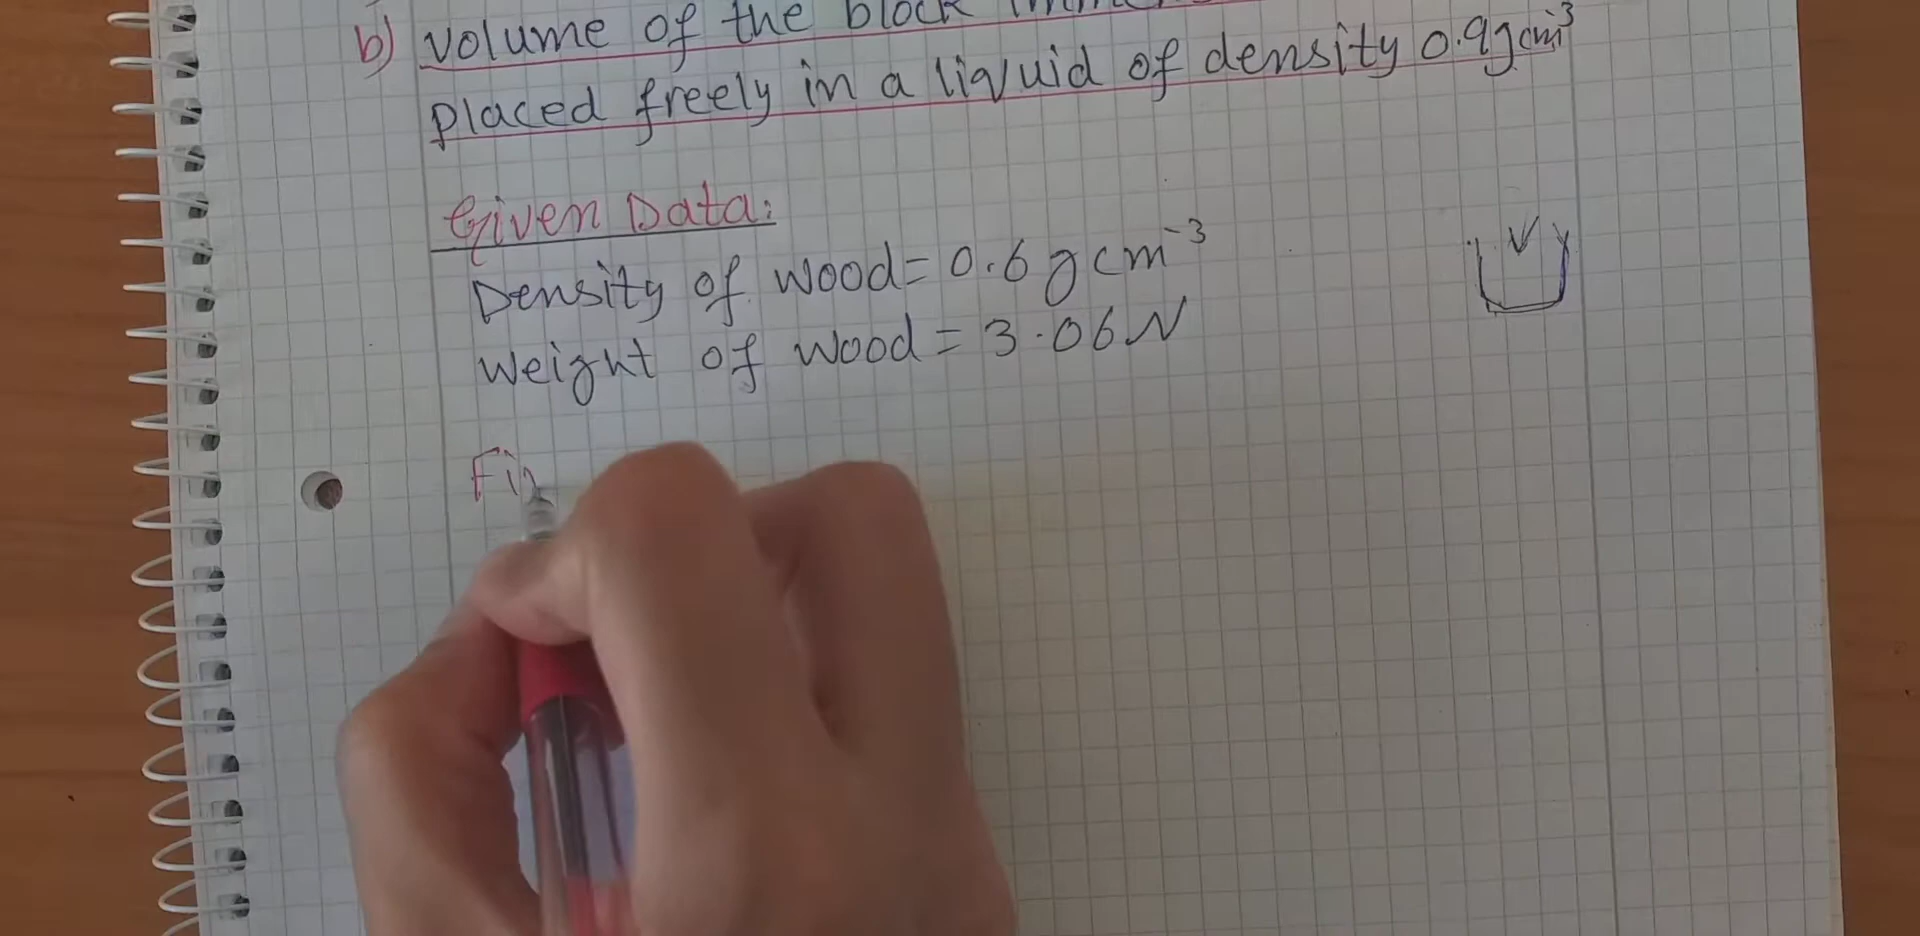 b) volume of the block
placed freely in a liquid of density 0.9gcm⁻³
Given Data:
Density of wood = 0.6 gcm⁻³
Weight of wood = 3.06N
V
Fin